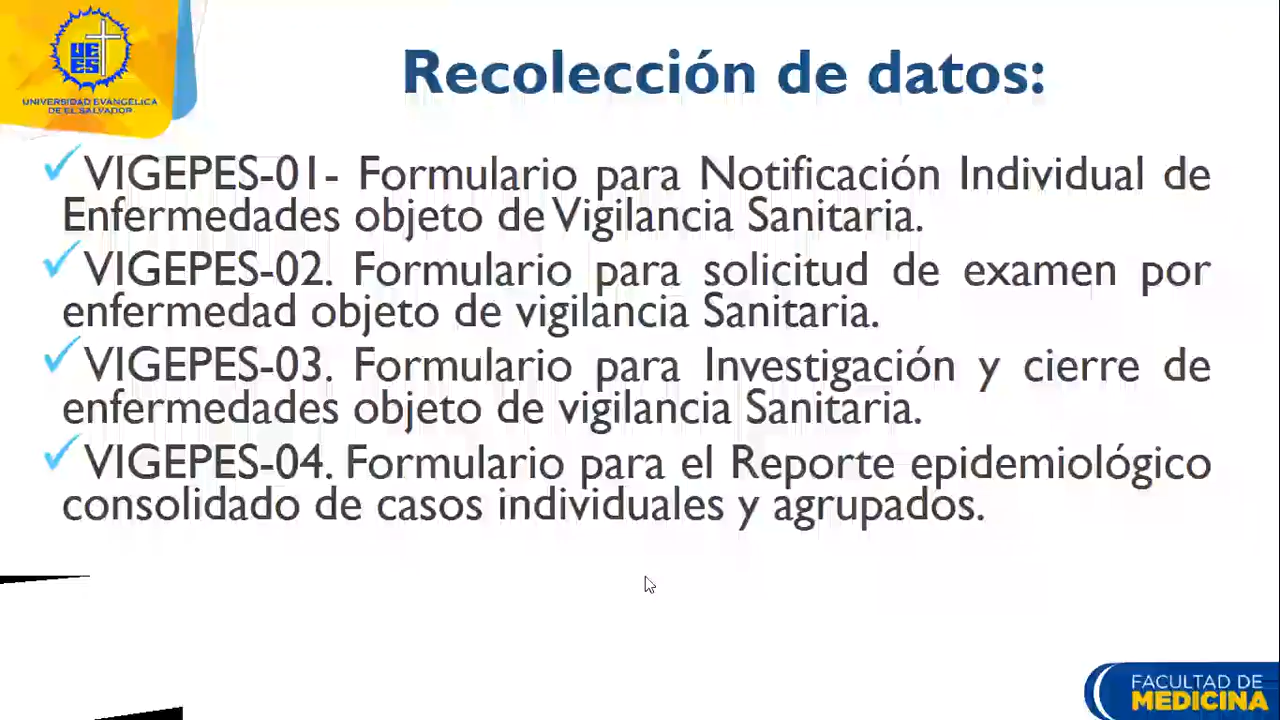 UE
ES
UNIVERSIDAD EVANGÉLICA
DE EL SALVADOR
Recolección de datos:
VIGEPES-01- Formulario para Notificación Individual de
Enfermedades objeto de Vigilancia Sanitaria.
VIGEPES-02. Formulario para solicitud de examen por
enfermedad objeto de vigilancia Sanitaria.
VIGEPES-03. Formulario para Investigación y cierre de
enfermedades objeto de vigilancia Sanitaria.
VIGEPES-04. Formulario para el Reporte epidemiológico
consolidado de casos individuales y agrupados.
FACULTAD DE
MEDICINA